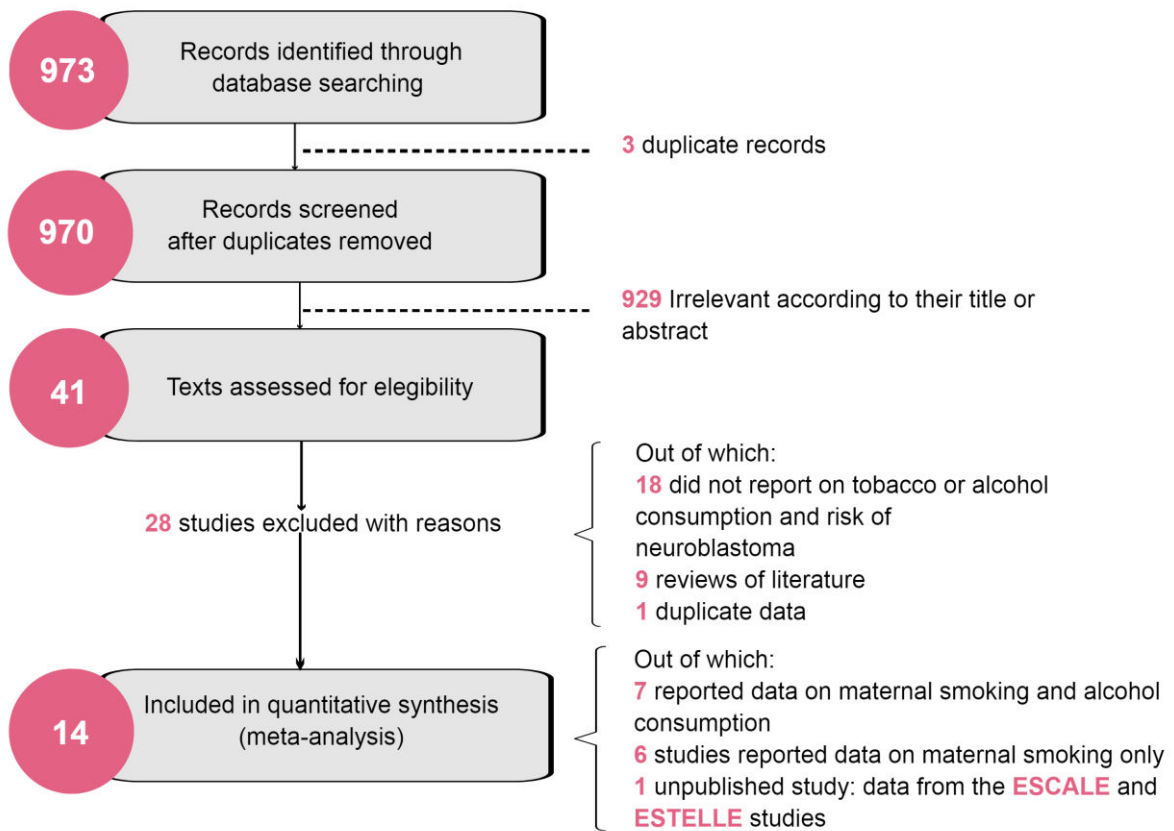 973
Records identified through
database searching
3 duplicate records
970
Records screened
after duplicates removed
929 Irrelevant according to their title or
abstract
41
Texts assessed for elegibility
28 studies excluded with reasons
Out of which:
18 did not report on tobacco or alcohol
consumption and risk of
neuroblastoma
9 reviews of literature
1 duplicate data
14
Included in quantitative synthesis
(meta-analysis)
Out of which:
7 reported data on maternal smoking and alcohol
consumption
6 studies reported data on maternal smoking only
1 unpublished study: data from the ESCALE and
ESTELLE studies